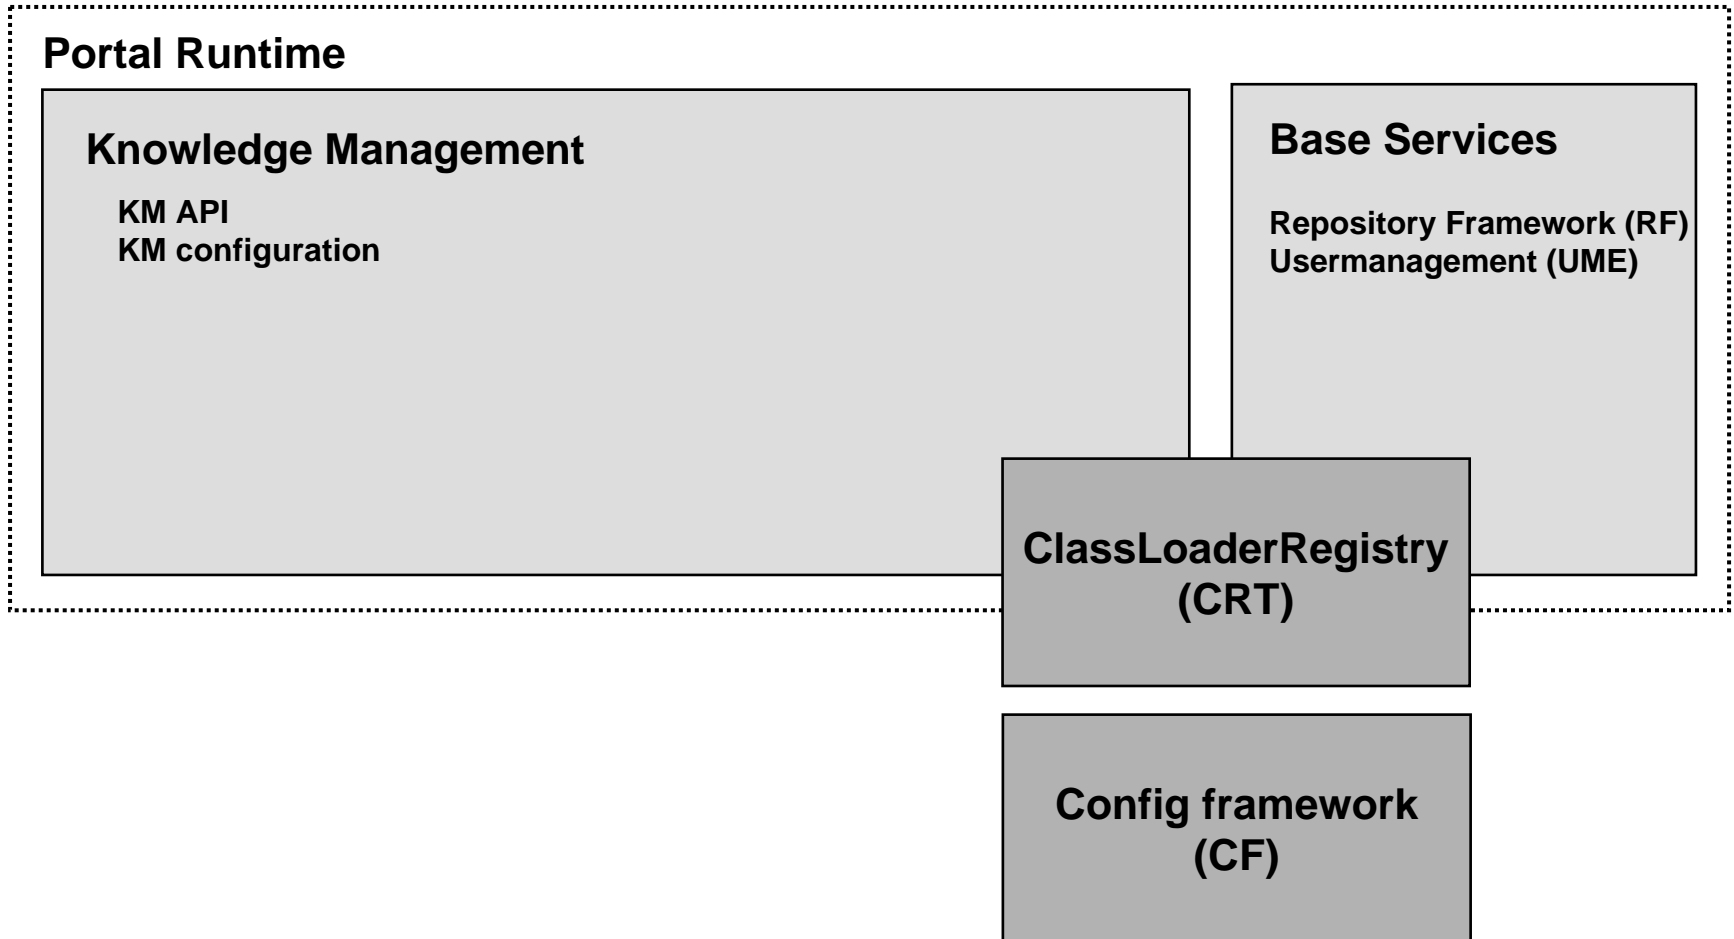 Portal Runtime
Knowledge Management
KM API
KM configuration
Base Services
Repository Framework (RF)
Usermanagement (UME)
ClassLoaderRegistry
(CRT)
Config framework
(CF)